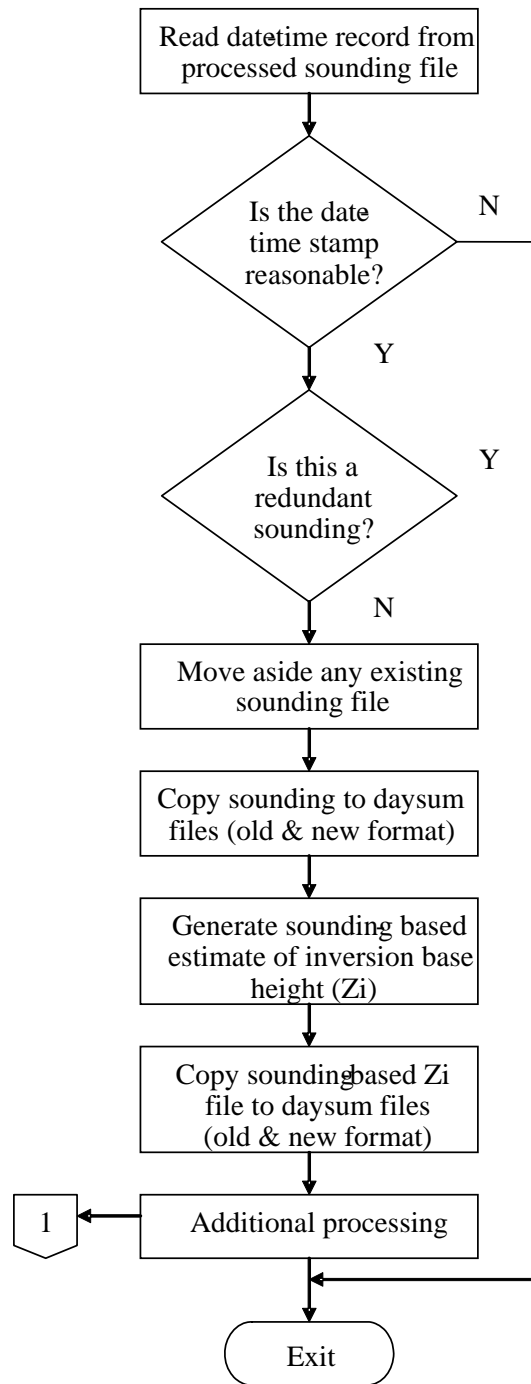 Read date-time record from
processed sounding file
Is the date-
time stamp
reasonable?
N
Y
Is this a
redundant
sounding?
Y
N
Move aside any existing
sounding file
Copy sounding to daysum
files (old & new format)
Generate sounding-based
estimate of inversion base
height (Zi)
Copy sounding-based Zi
file to daysum files
(old & new format)
1
Additional processing
Exit